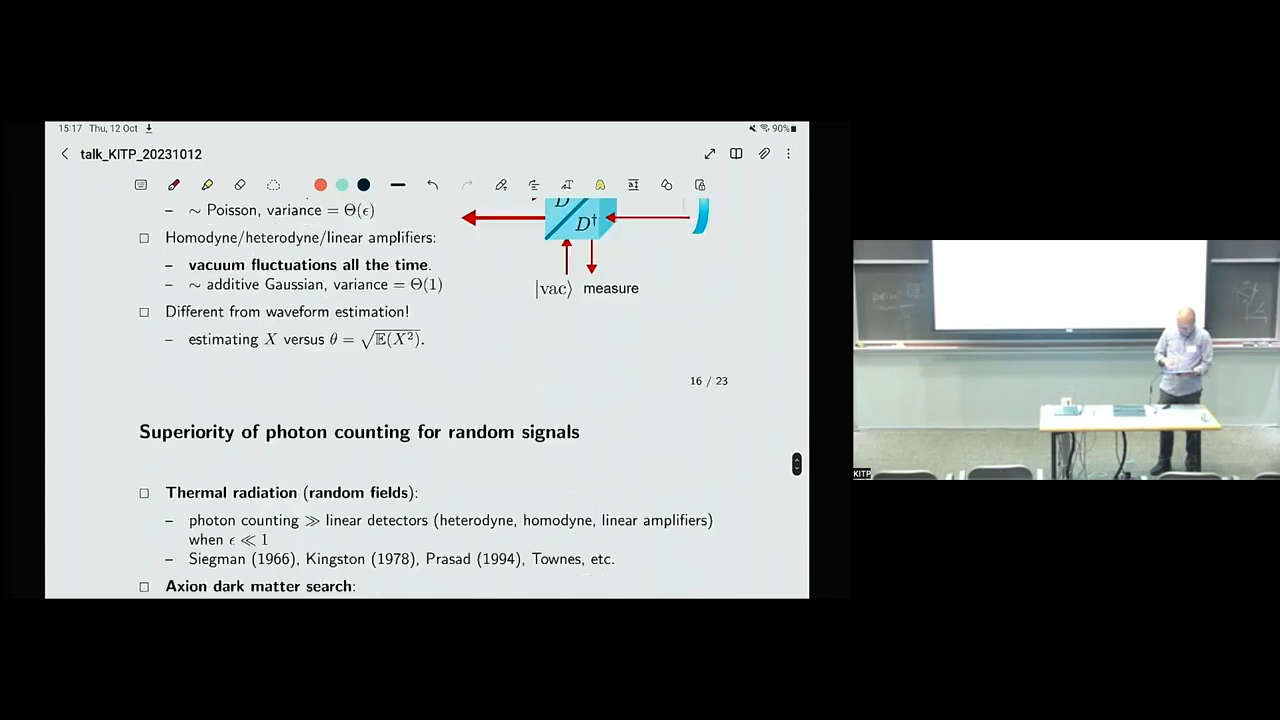 15:17 Thu, 12 Oct
90%
talk_KITP_20231012
– ∼ Poisson, variance = Θ(ϵ)
D
D†
□ Homodyne/heterodyne/linear amplifiers:
– vacuum fluctuations all the time.
– ∼ additive Gaussian, variance = Θ(1)
|vac⟩ measure
□ Different from waveform estimation!
– estimating X versus θ = √𝔼(X²).
16 / 23
Superiority of photon counting for random signals
□ Thermal radiation (random fields):
– photon counting ≫ linear detectors (heterodyne, homodyne, linear amplifiers)
when ϵ ≪ 1
– Siegman (1966), Kingston (1978), Prasad (1994), Townes, etc.
□ Axion dark matter search:
KITP